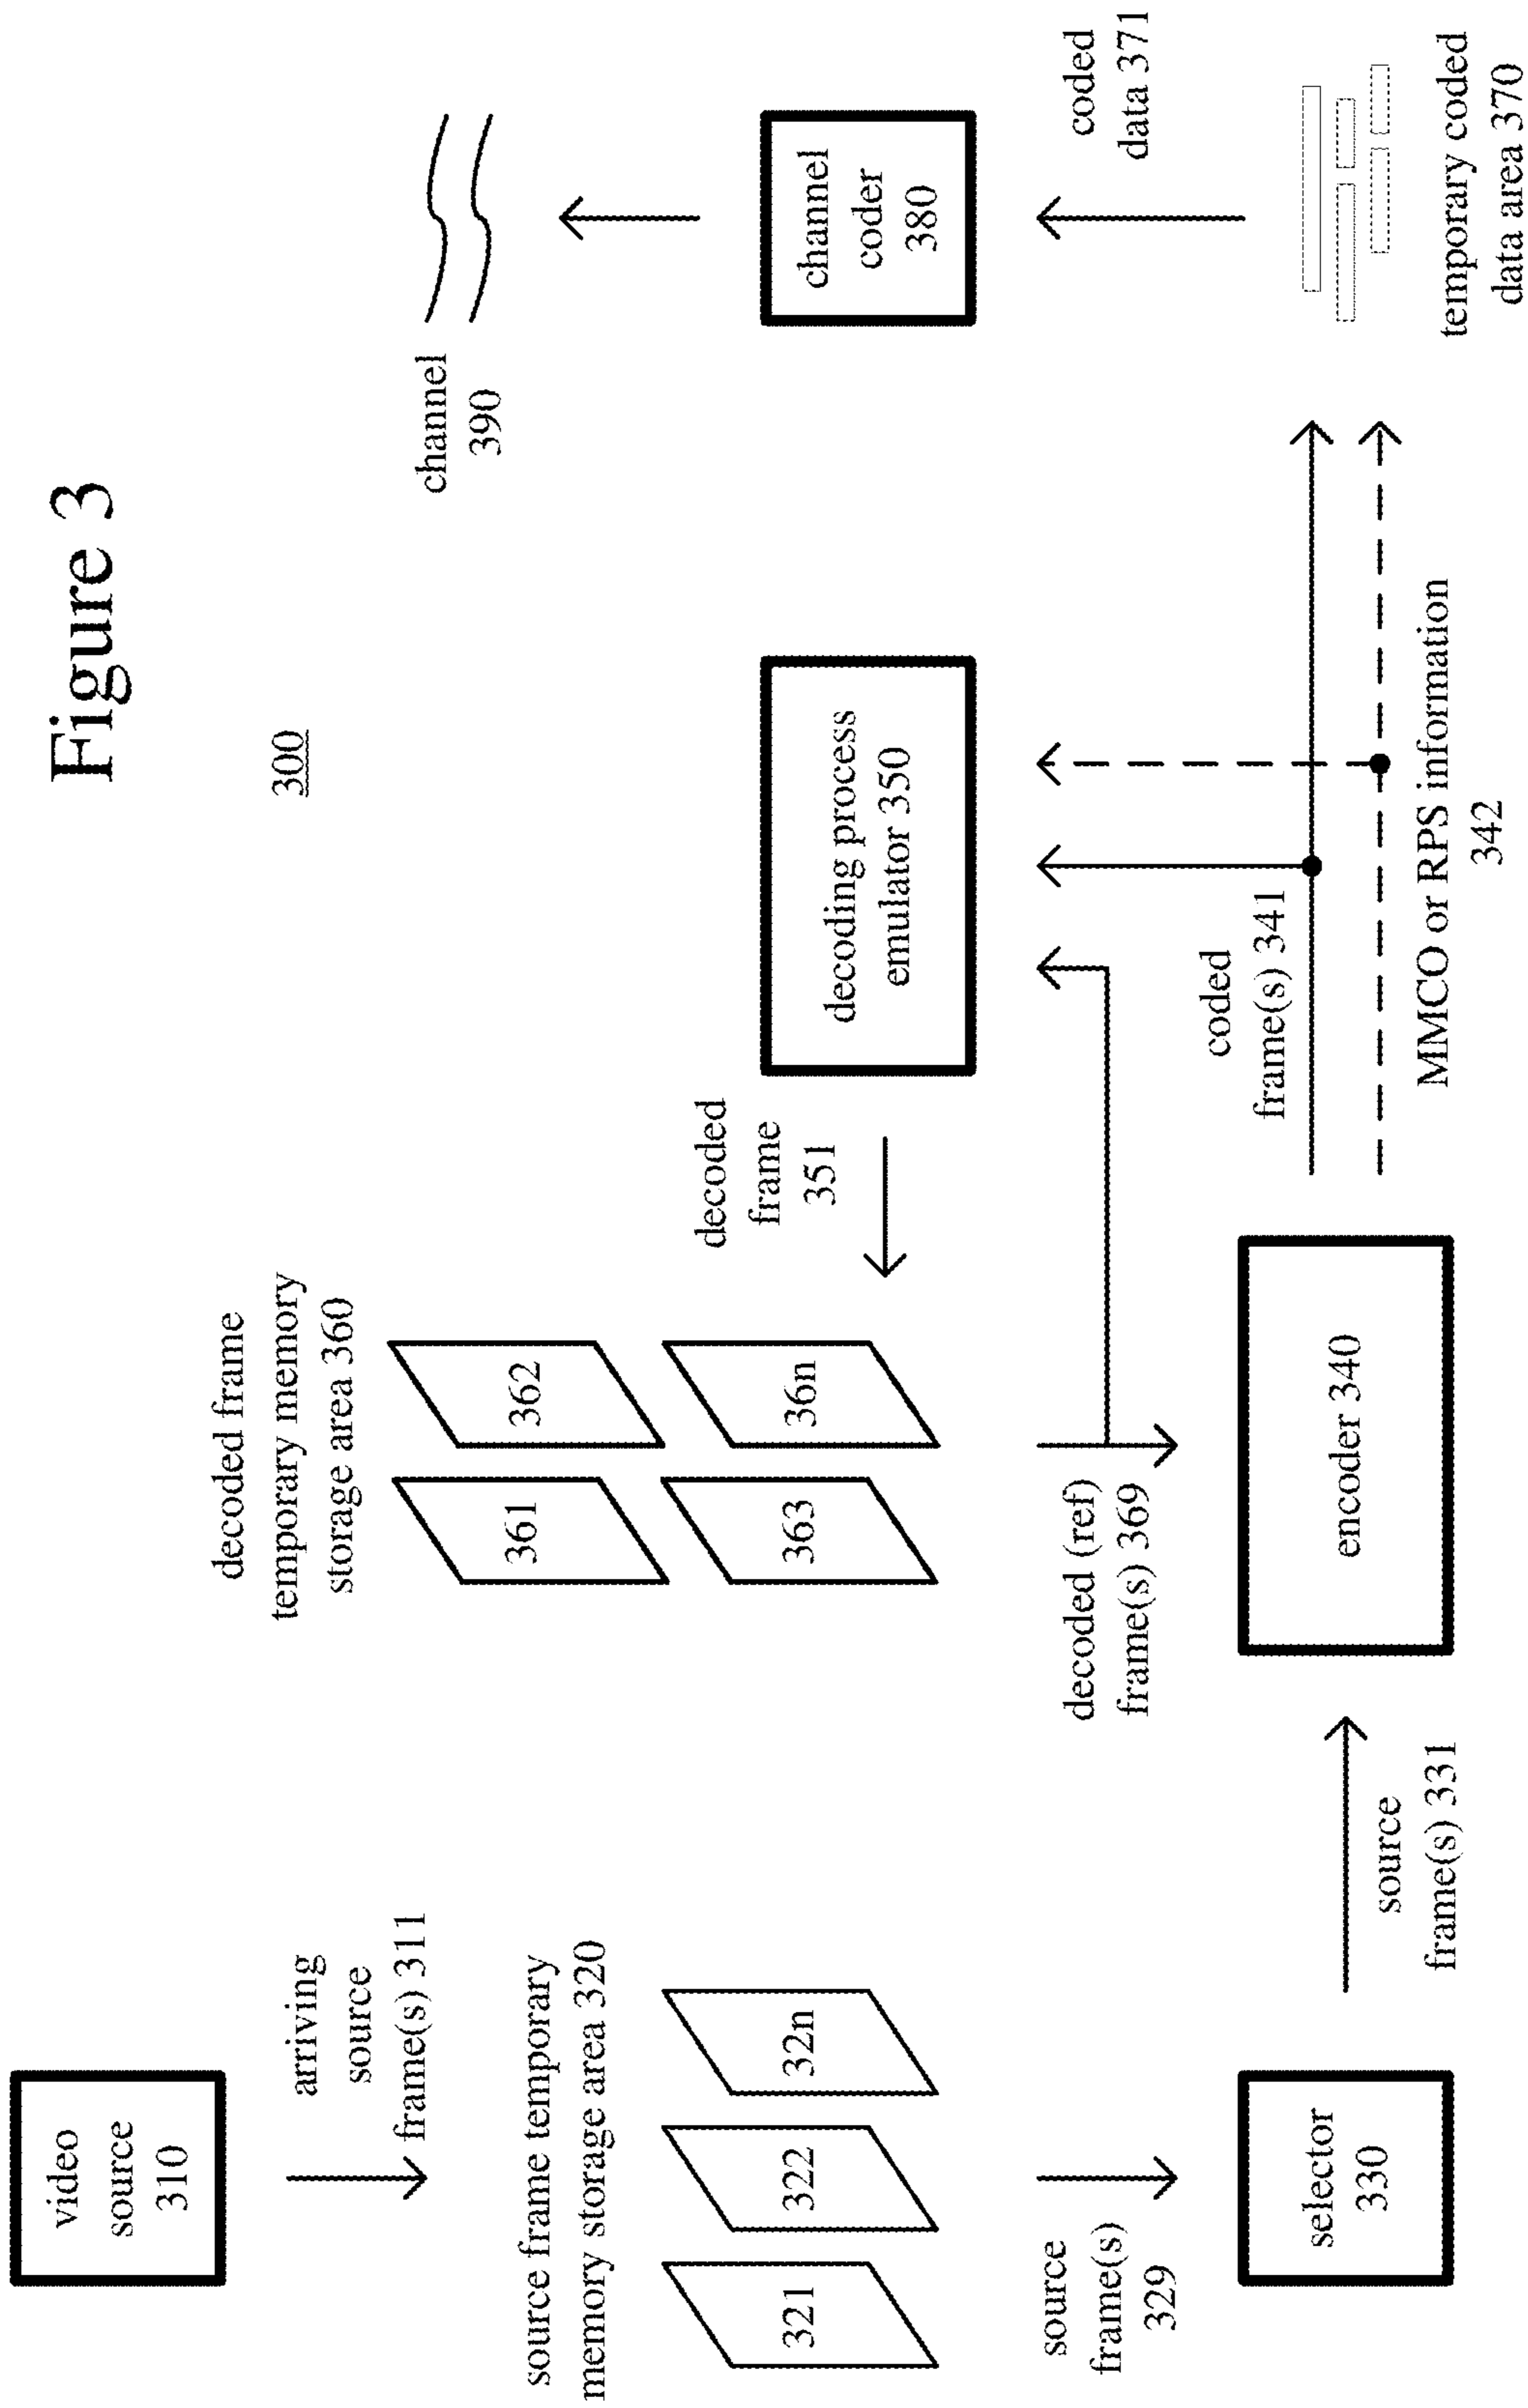 Figure 3
300
video
source
310
arriving
source
frame(s) 311
source frame temporary
memory storage area 320
321
322
32n
source
frame(s)
329
selector
330
source
frame(s) 331
decoded frame
temporary memory
storage area 360
361
362
363
36n
decoded (ref)
frame(s) 369
encoder 340
decoded
frame
351
decoding process
emulator 350
coded
frame(s) 341
MMCO or RPS information
342
channel
390
channel
coder
380
coded
data 371
temporary coded
data area 370